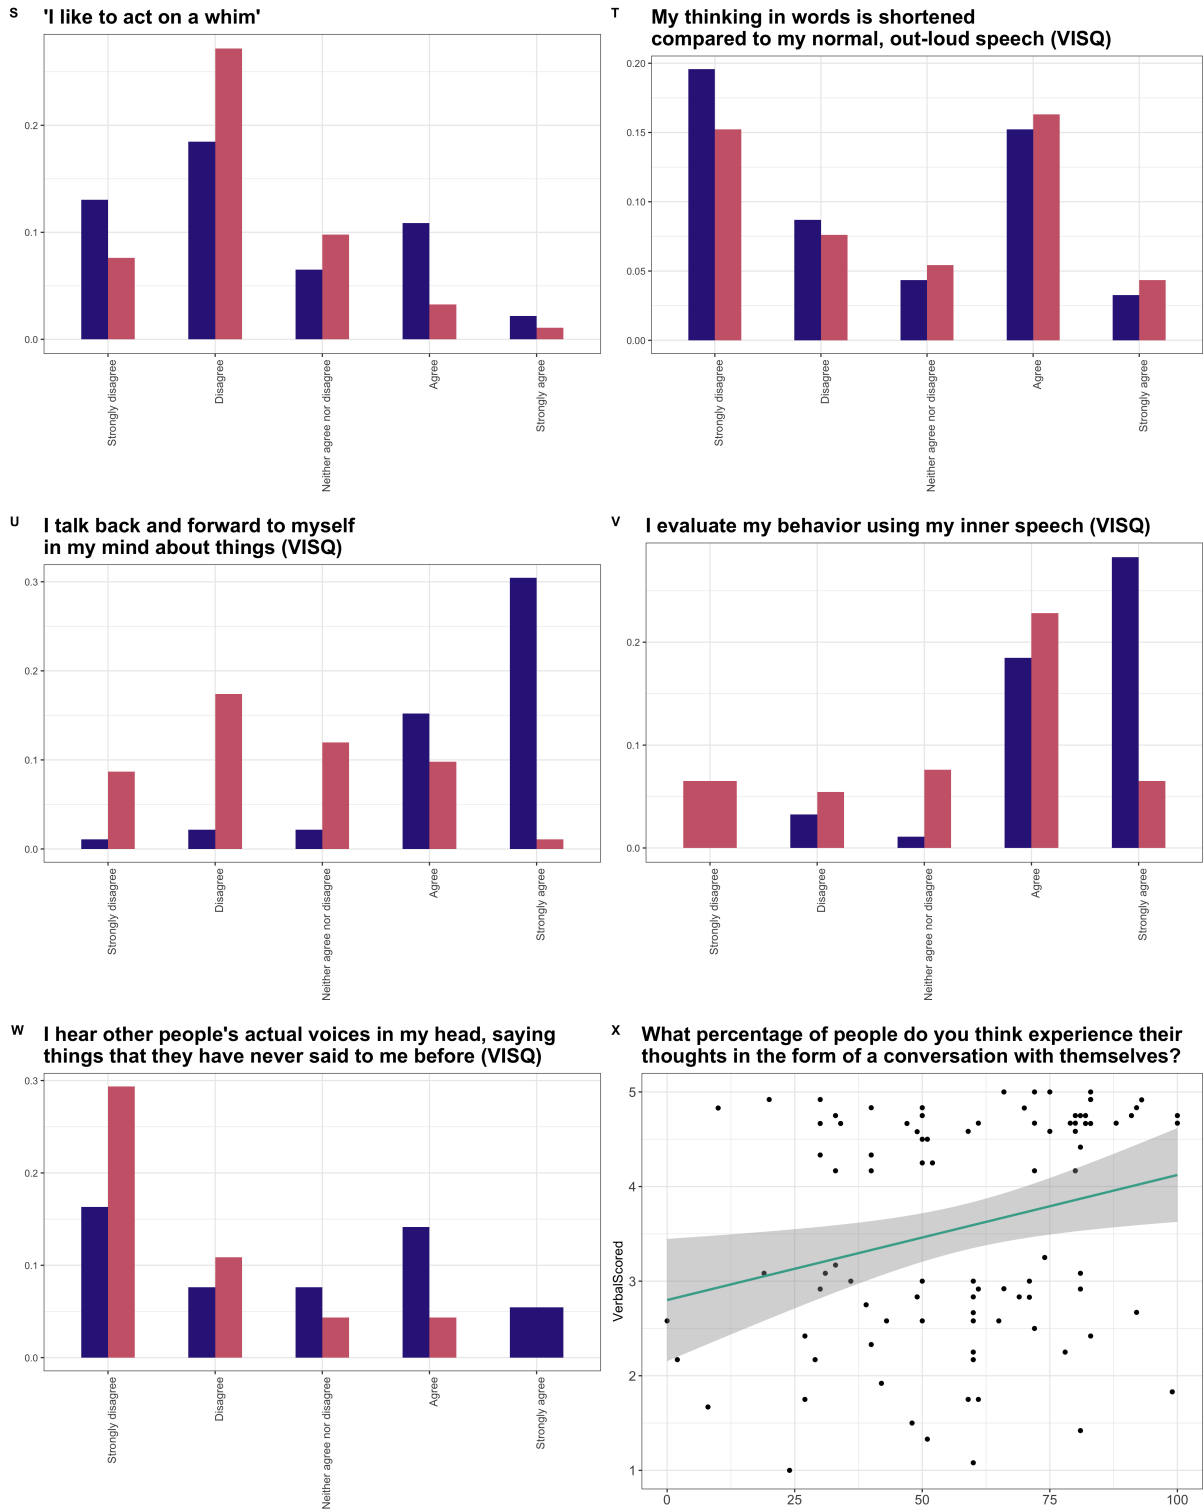 S
'I like to act on a whim'
0.2
0.1
0.0
Strongly disagree
Disagree
Neither agree nor disagree
Agree
Strongly agree
T
My thinking in words is shortened
compared to my normal, out-loud speech (VISQ)
0.20
0.15
0.10
0.05
0.00
Strongly disagree
Disagree
Neither agree nor disagree
Agree
Strongly agree
U
I talk back and forward to myself
in my mind about things (VISQ)
0.3
0.2
0.1
0.0
Strongly disagree
Disagree
Neither agree nor disagree
Agree
Strongly agree
V
I evaluate my behavior using my inner speech (VISQ)
0.2
0.1
0.0
Strongly disagree
Disagree
Neither agree nor disagree
Agree
Strongly agree
W
I hear other people's actual voices in my head, saying
things that they have never said to me before (VISQ)
0.3
0.2
0.1
0.0
Strongly disagree
Disagree
Neither agree nor disagree
Agree
Strongly agree
X
What percentage of people do you think experience their
thoughts in the form of a conversation with themselves?
VerbalScored
5
4
3
2
1
0
25
50
75
100